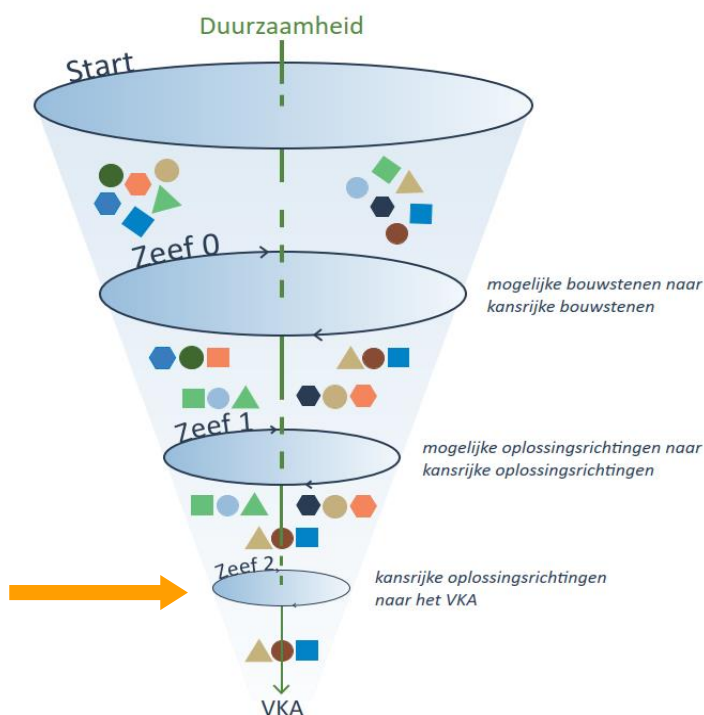 Duurzaamheid
Start
Zeef 0
mogelijke bouwstenen naar
kansrijke bouwstenen
Zeef 1
mogelijke oplossingsrichtingen naar
kansrijke oplossingsrichtingen
Zeef 2
kansrijke oplossingsrichtingen
naar het VKA
VKA